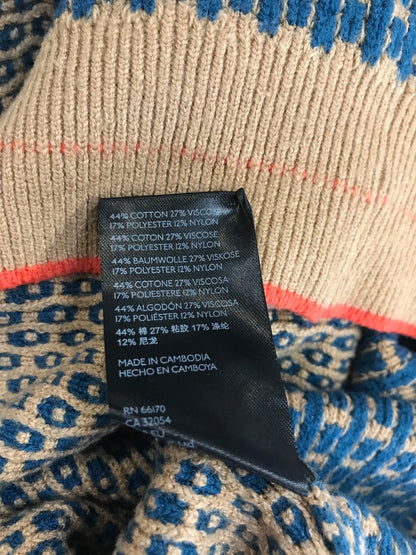 44% COTTON 27% VISCOSE
17% POLYESTER 12% NYLON
44% COTON 27% VISCOSE
17% POLYESTER 12% NYLON
44% BAUMWOLLE 27% VISKOSE
17% POLYESTER 12% NYLON
44% COTONE 27% VISCOSA
17% POLIESTERE 12% NYLON
44% ALGODÓN 27% VISCOSA
17% POLIÉSTER 12% NYLON
44% 棉 27% 粘胶 17% 涤纶
12% 尼龙
MADE IN CAMBODIA
HECHO EN CAMBOYA
RN 66170
CA 32054